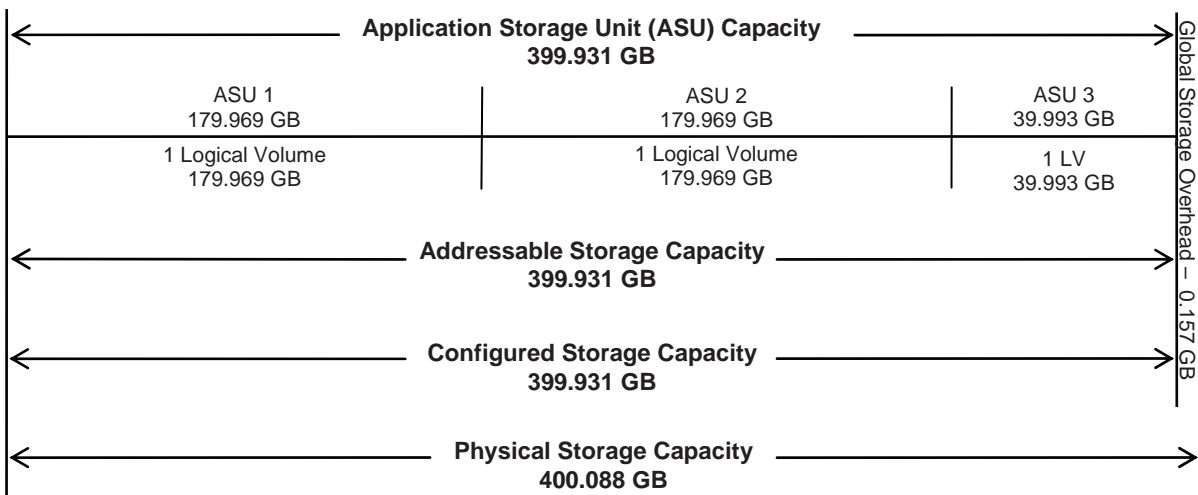 Application Storage Unit (ASU) Capacity
399.931 GB
ASU 1
179.969 GB
ASU 2
179.969 GB
ASU 3
39.993 GB
1 Logical Volume
179.969 GB
1 Logical Volume
179.969 GB
1 LV
39.993 GB
Addressable Storage Capacity
399.931 GB
Configured Storage Capacity
399.931 GB
Physical Storage Capacity
400.088 GB
Global Storage Overhead – 0.157 GB